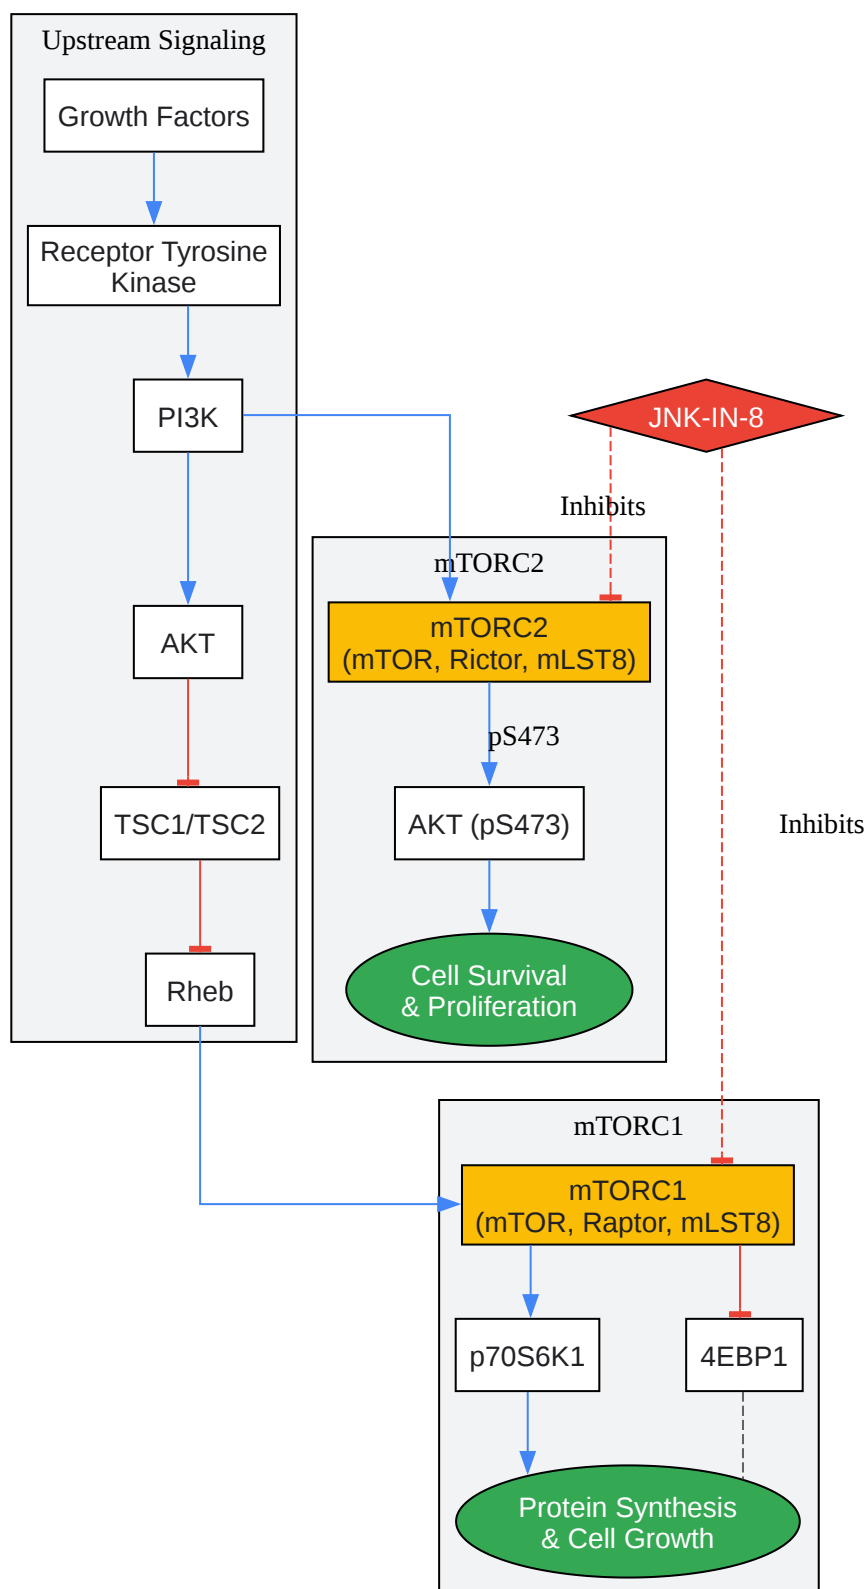 Upstream Signaling
Growth Factors
Receptor Tyrosine
Kinase
PI3K
JNK-IN-8
Inhibits
mTORC2
mTORC2
(mTOR, Rictor, mLST8)
AKT
pS473
TSC1/TSC2
AKT (pS473)
Inhibits
Cell Survival
& Proliferation
Rheb
mTORC1
mTORC1
(mTOR, Raptor, mLST8)
p70S6K1
4EBP1
Protein Synthesis
& Cell Growth